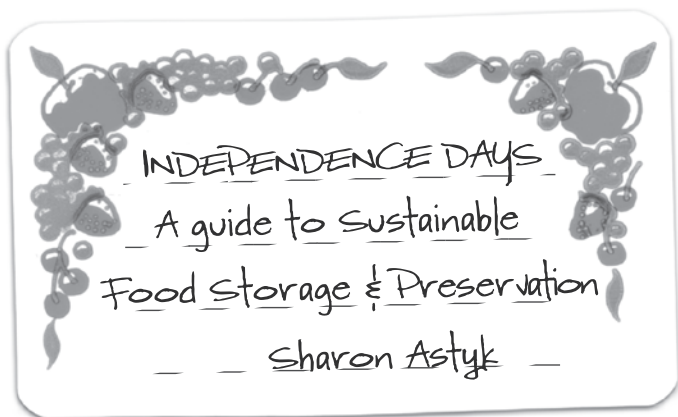 INDEPENDENCE DAYS
A guide to Sustainable
Food Storage & Preservation
Sharon Astyk